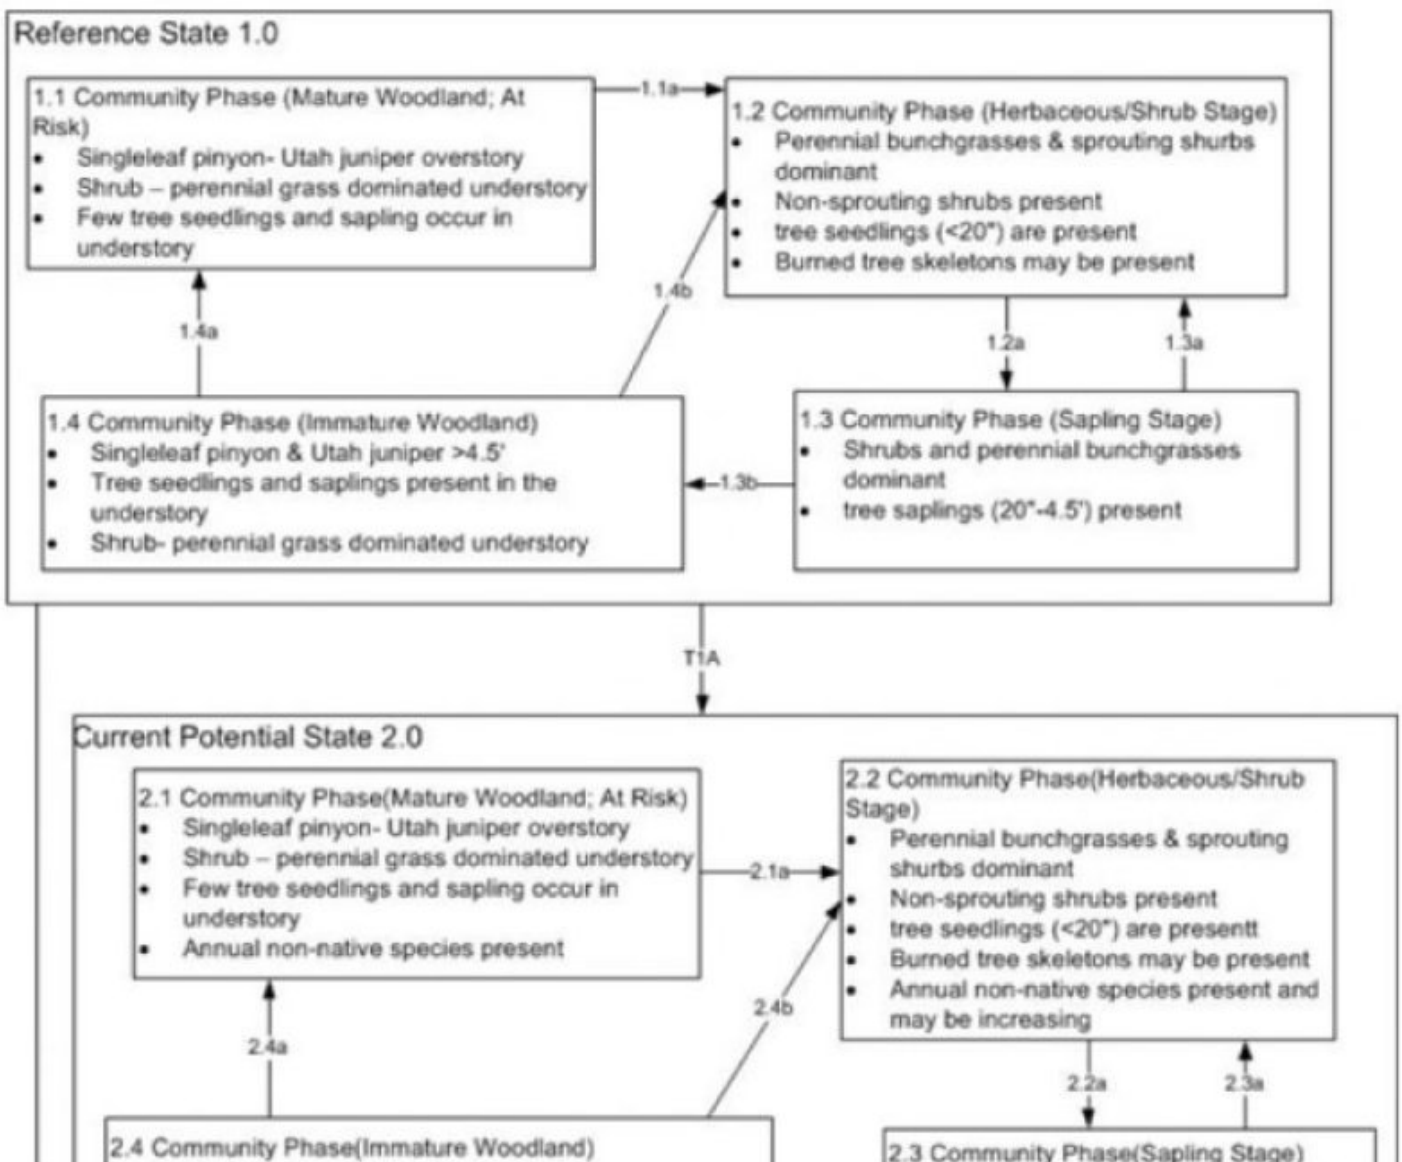 Reference State 1.0
1.1 Community Phase (Mature Woodland; At
Risk)
• Singleleaf pinyon- Utah juniper overstory
• Shrub – perennial grass dominated understory
• Few tree seedlings and sapling occur in
understory
1.1a
1.2 Community Phase (Herbaceous/Shrub Stage)
• Perennial bunchgrasses & sprouting shurbs
dominant
• Non-sprouting shrubs present
• tree seedlings (<20") are present
• Burned tree skeletons may be present
1.4a
1.4b
1.2a
1.3a
1.4 Community Phase (Immature Woodland)
• Singleleaf pinyon & Utah juniper >4.5'
• Tree seedlings and saplings present in the
understory
• Shrub- perennial grass dominated understory
1.3b
1.3 Community Phase (Sapling Stage)
• Shrubs and perennial bunchgrasses
dominant
• tree saplings (20"-4.5') present
T1A
Current Potential State 2.0
2.1 Community Phase(Mature Woodland; At Risk)
• Singleleaf pinyon- Utah juniper overstory
• Shrub – perennial grass dominated understory
• Few tree seedlings and sapling occur in
understory
• Annual non-native species present
2.1a
2.2 Community Phase(Herbaceous/Shrub
Stage)
• Perennial bunchgrasses & sprouting
shurbs dominant
• Non-sprouting shrubs present
• tree seedlings (<20") are presentt
• Burned tree skeletons may be present
• Annual non-native species present and
may be increasing
2.4a
2.4b
2.2a
2.3a
2.4 Community Phase(Immature Woodland)
2.3 Community Phase(Sapling Stage)